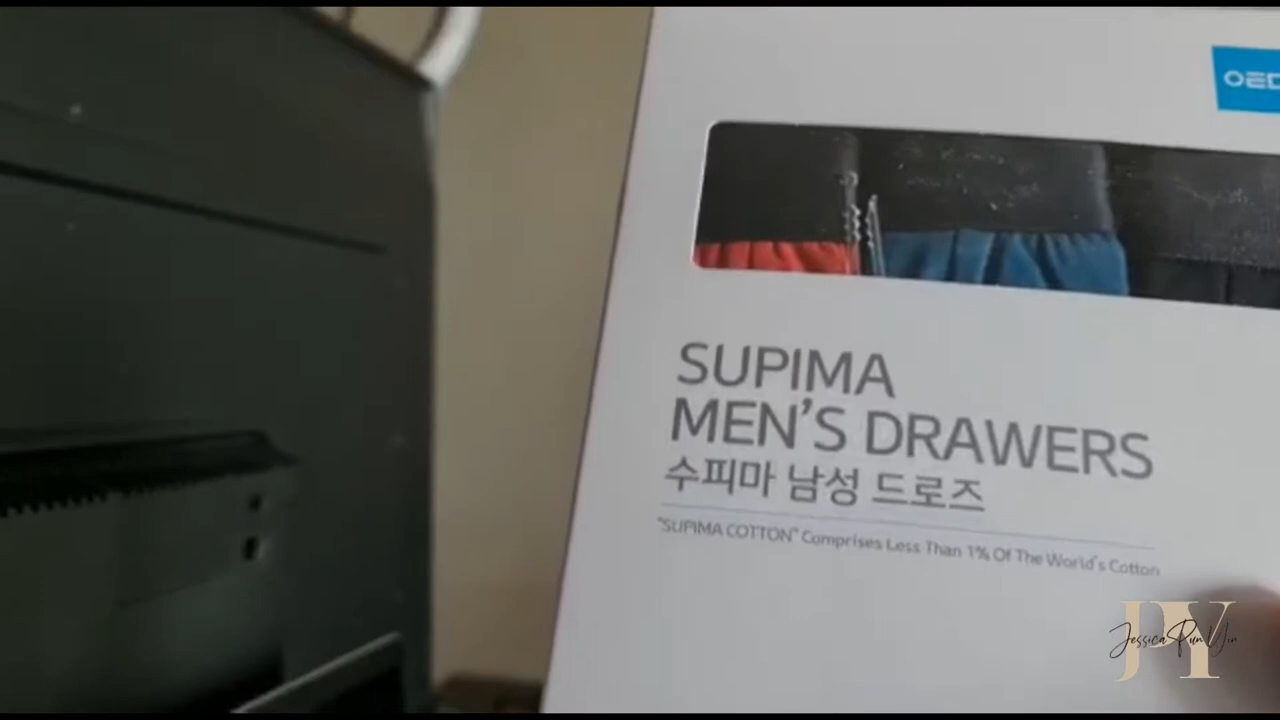 SUPIMA
MEN'S DRAWERS
수피마 남성 드로즈
"SUPIMA COTTON" Comprises Less Than 1% Of The World's Cotton
JPY